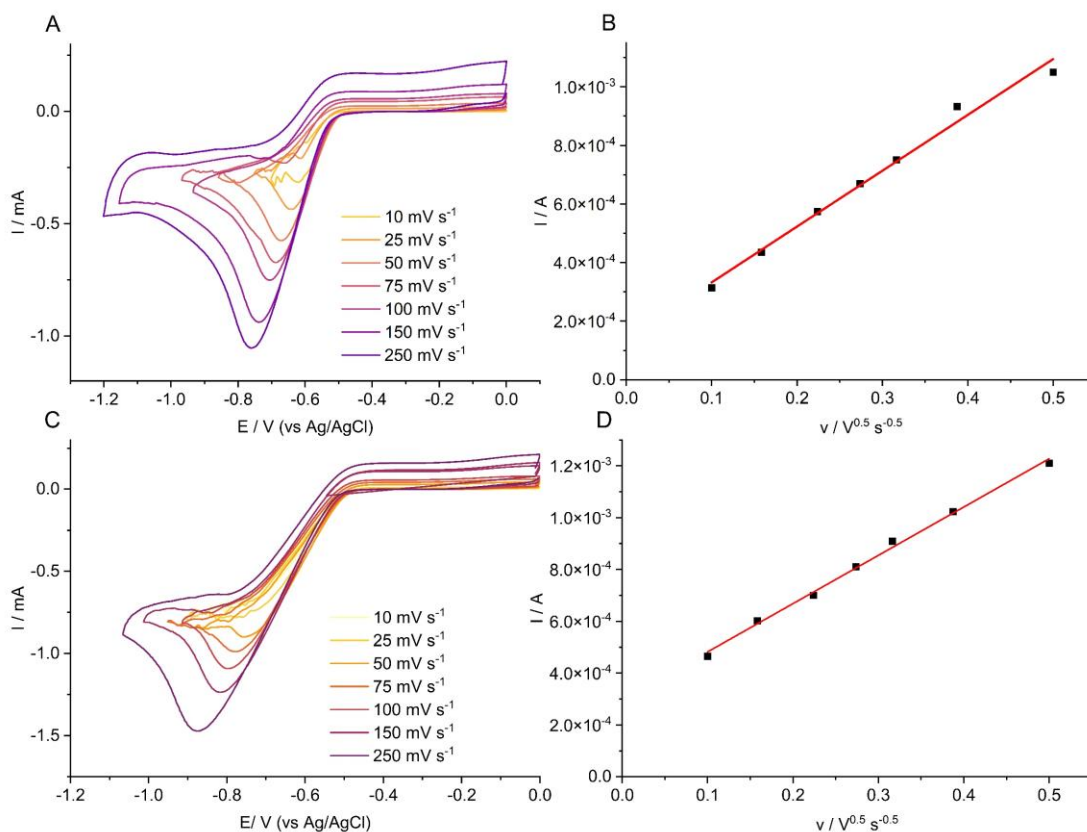 A
I / mA
0.0
-0.5
-1.0
10 mV s⁻¹
25 mV s⁻¹
50 mV s⁻¹
75 mV s⁻¹
100 mV s⁻¹
150 mV s⁻¹
250 mV s⁻¹
-1.2 -1.0 -0.8 -0.6 -0.4 -0.2 0.0
E / V (vs Ag/AgCl)
B
I / A
1.0×10⁻³
8.0×10⁻⁴
6.0×10⁻⁴
4.0×10⁻⁴
2.0×10⁻⁴
0.0
0.0 0.1 0.2 0.3 0.4 0.5
v / V⁰·⁵ s⁻⁰·⁵
C
I / mA
0.0
-0.5
-1.0
-1.5
10 mV s⁻¹
25 mV s⁻¹
50 mV s⁻¹
75 mV s⁻¹
100 mV s⁻¹
150 mV s⁻¹
250 mV s⁻¹
-1.2 -1.0 -0.8 -0.6 -0.4 -0.2 0.0
E/ V (vs Ag/AgCl)
D
I / A
1.2×10⁻³
1.0×10⁻³
8.0×10⁻⁴
6.0×10⁻⁴
4.0×10⁻⁴
2.0×10⁻⁴
0.0
0.0 0.1 0.2 0.3 0.4 0.5
v / V⁰·⁵ s⁻⁰·⁵